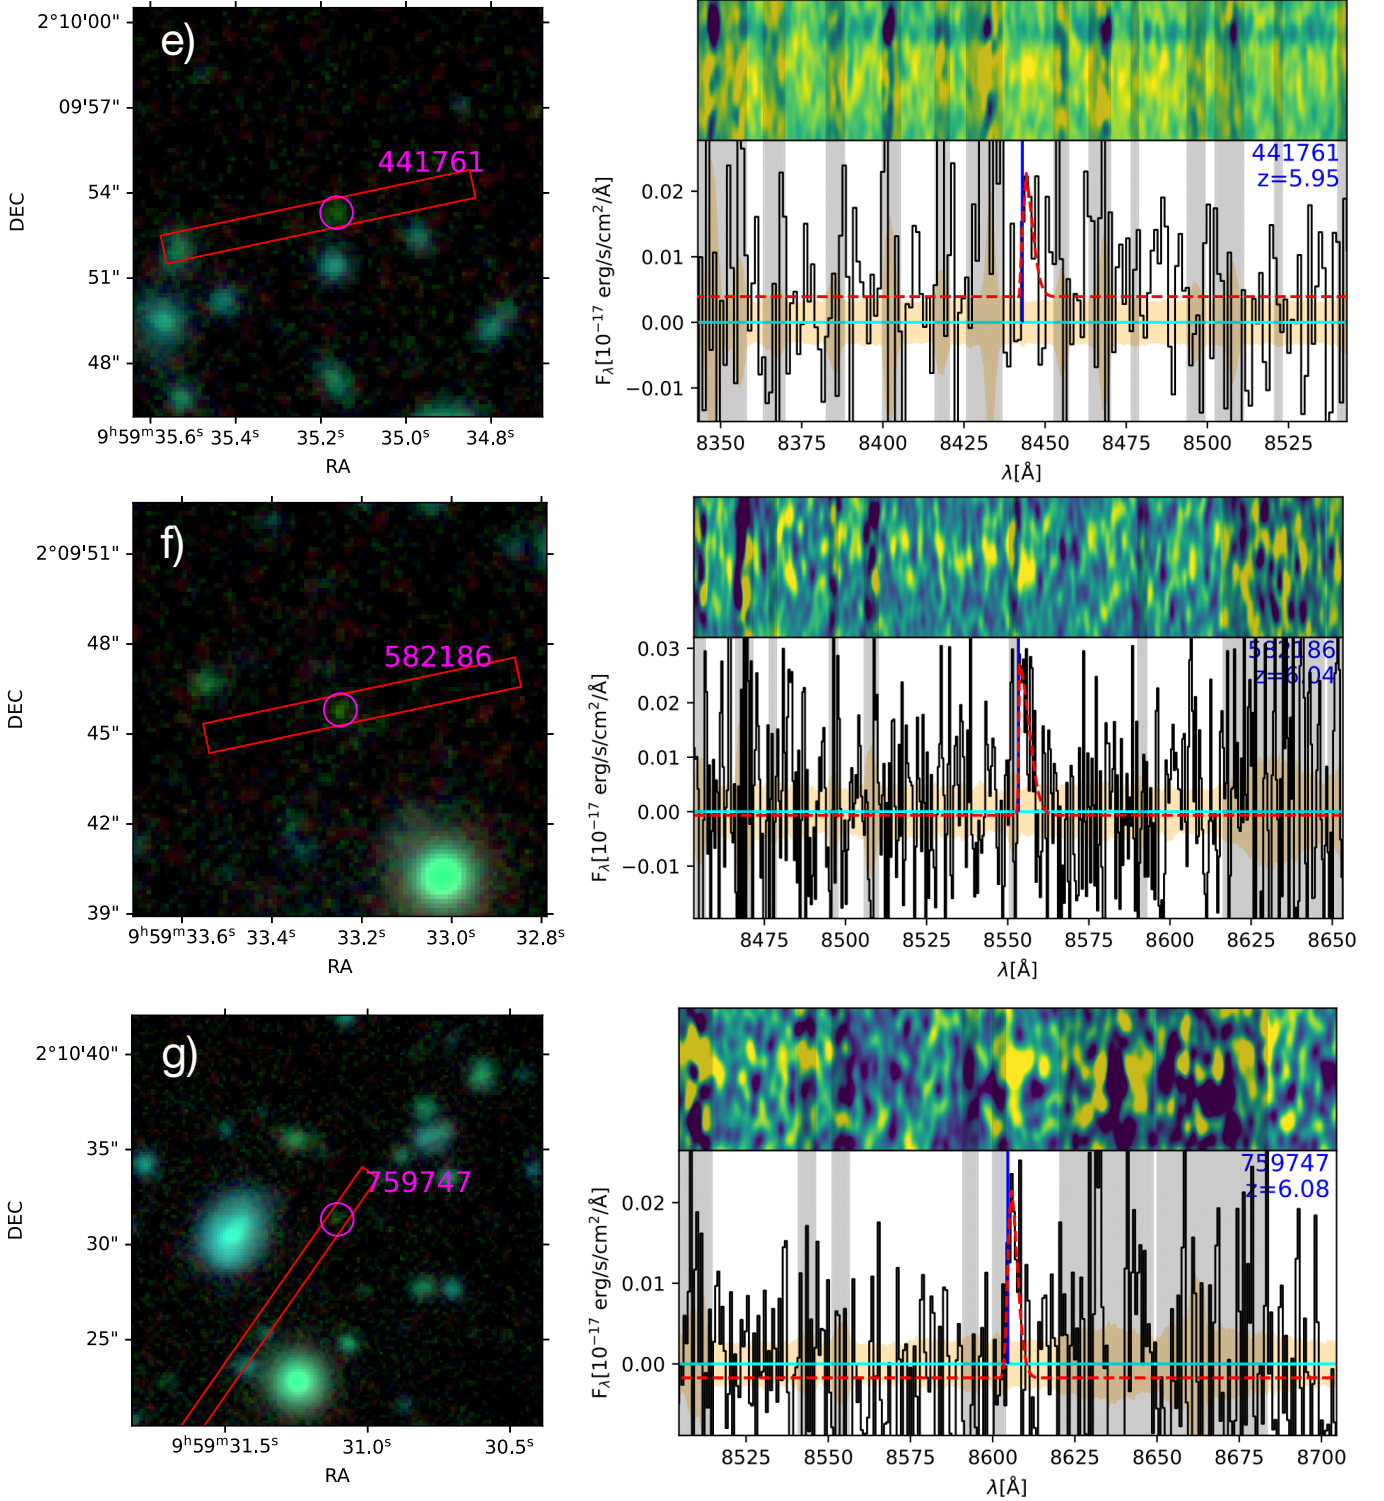 e)
2°10'00"
09'57"
54"
51"
48"
DEC
441761
9ʰ59ᵐ35.6ˢ 35.4ˢ 35.2ˢ 35.0ˢ 34.8ˢ
RA
441761
z=5.95
0.02
0.01
0.00
−0.01
F_λ[10⁻¹⁷ erg/s/cm²/Å]
8350 8375 8400 8425 8450 8475 8500 8525
λ[Å]
f)
2°09'51"
48"
45"
42"
39"
DEC
582186
9ʰ59ᵐ33.6ˢ 33.4ˢ 33.2ˢ 33.0ˢ 32.8ˢ
RA
582186
z=6.04
0.03
0.02
0.01
0.00
−0.01
F_λ[10⁻¹⁷ erg/s/cm²/Å]
8475 8500 8525 8550 8575 8600 8625 8650
λ[Å]
g)
2°10'40"
35"
30"
25"
DEC
759747
9ʰ59ᵐ31.5ˢ 31.0ˢ 30.5ˢ
RA
759747
z=6.08
0.02
0.01
0.00
F_λ[10⁻¹⁷ erg/s/cm²/Å]
8525 8550 8575 8600 8625 8650 8675 8700
λ[Å]